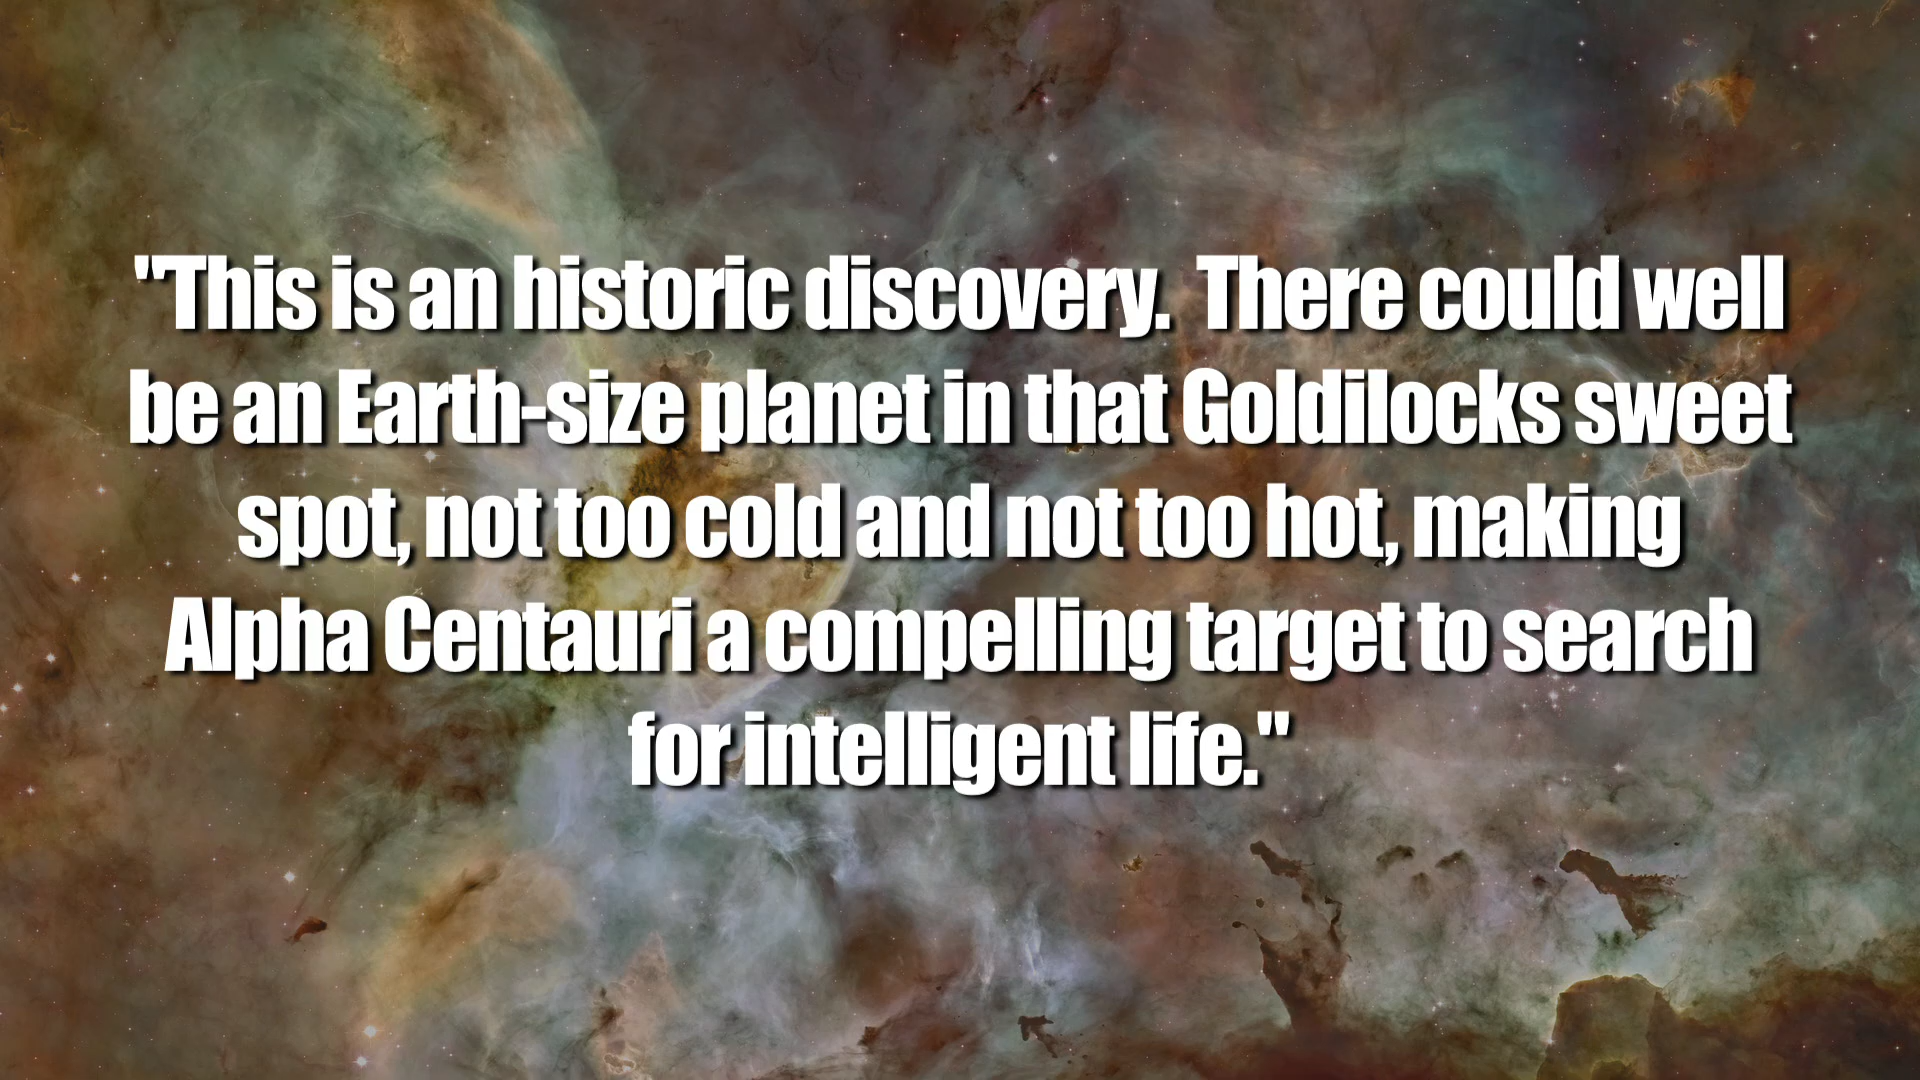 "This is an historic discovery.  There could well
be an Earth-size planet in that Goldilocks sweet
spot, not too cold and not too hot, making
Alpha Centauri a compelling target to search
for intelligent life."